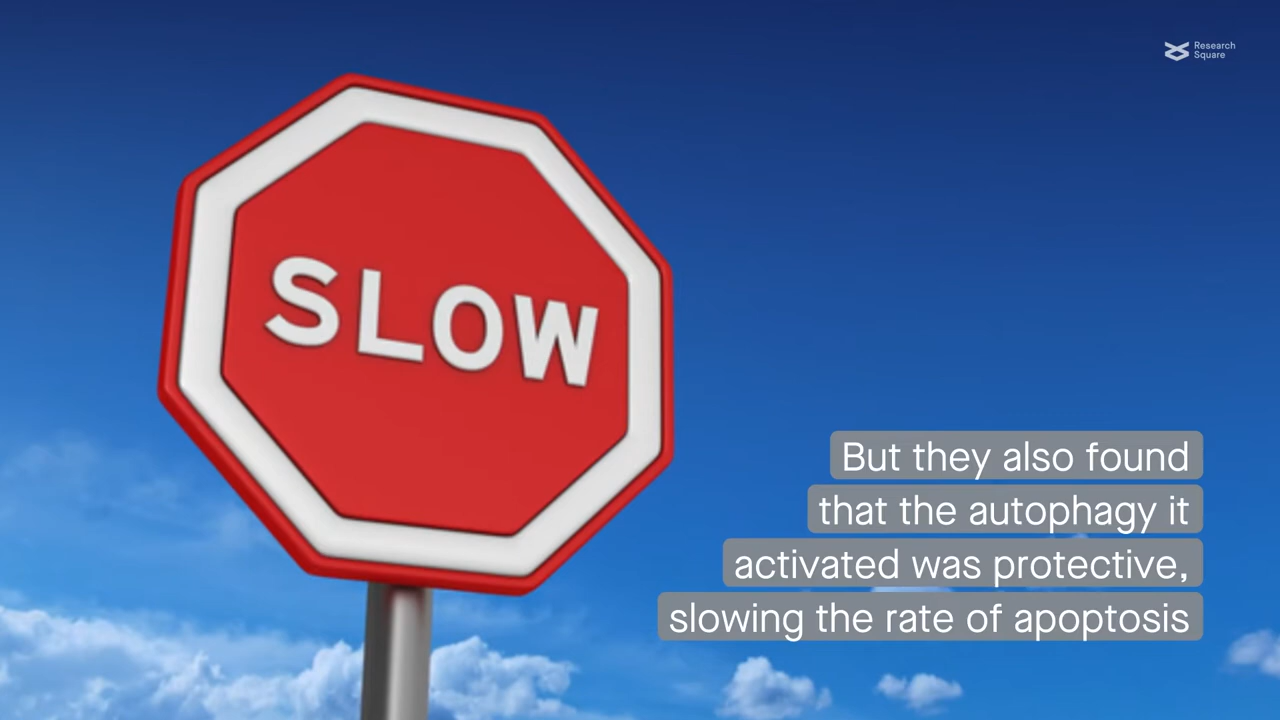 Research
Square
SLOW
But they also found
that the autophagy it
activated was protective,
slowing the rate of apoptosis